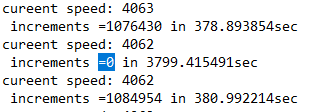 cureent speed: 4063
increments =1076430 in 378.893854sec
cureent speed: 4062
increments =0 in 3799.415491sec
cureent speed: 4062
increments =1084954 in 380.992214sec